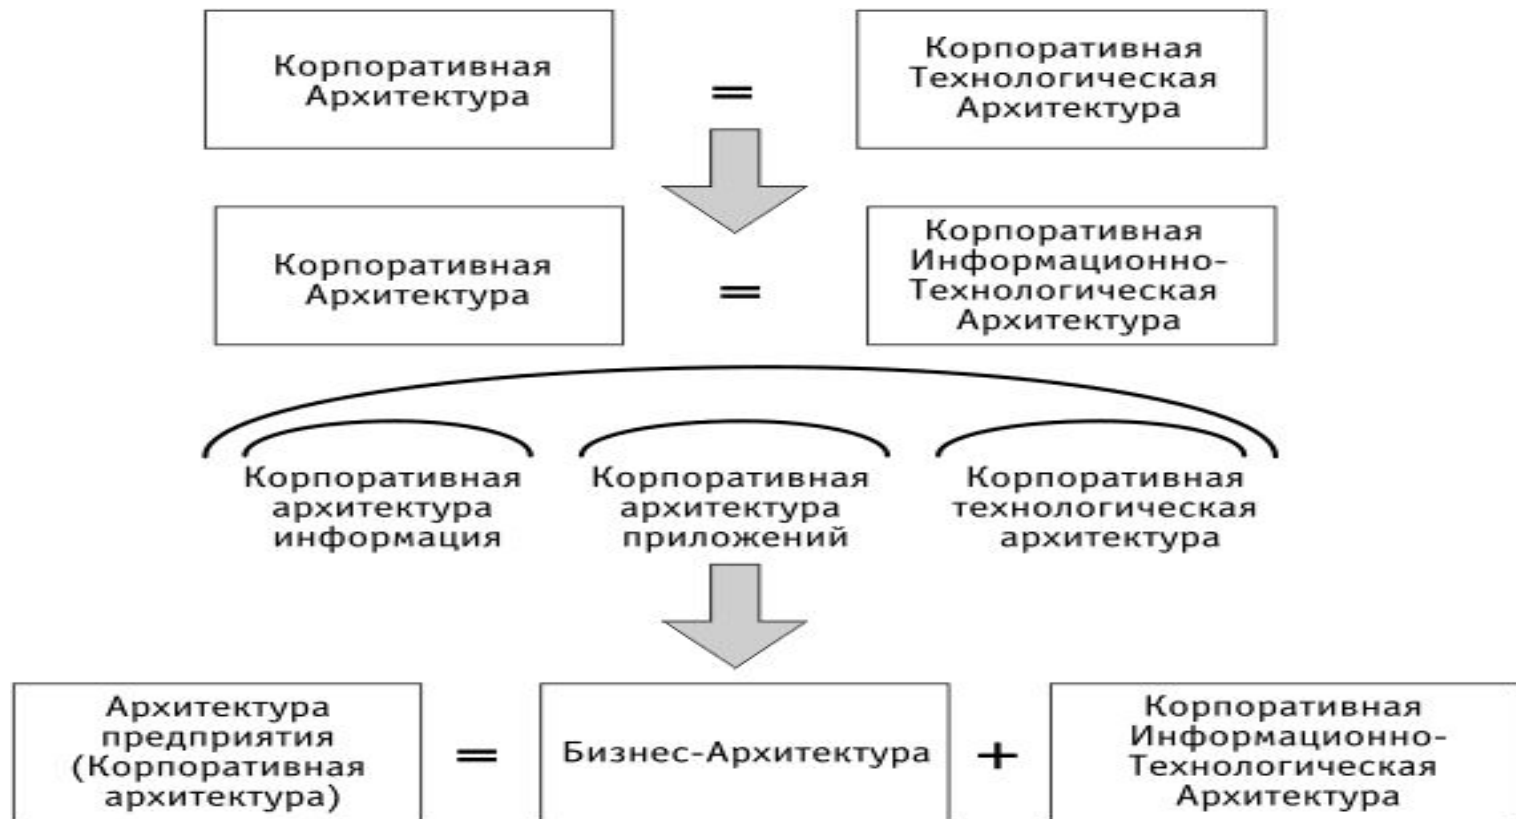 Корпоративная
Архитектура
=
Корпоративная
Технологическая
Архитектура
Корпоративная
Архитектура
=
Корпоративная
Информационно-
Технологическая
Архитектура
Корпоративная
архитектура
информация
Корпоративная
архитектура
приложений
Корпоративная
технологическая
архитектура
Архитектура
предприятия
(Корпоративная
архитектура)
=
Бизнес-Архитектура
+
Корпоративная
Информационно-
Технологическая
Архитектура